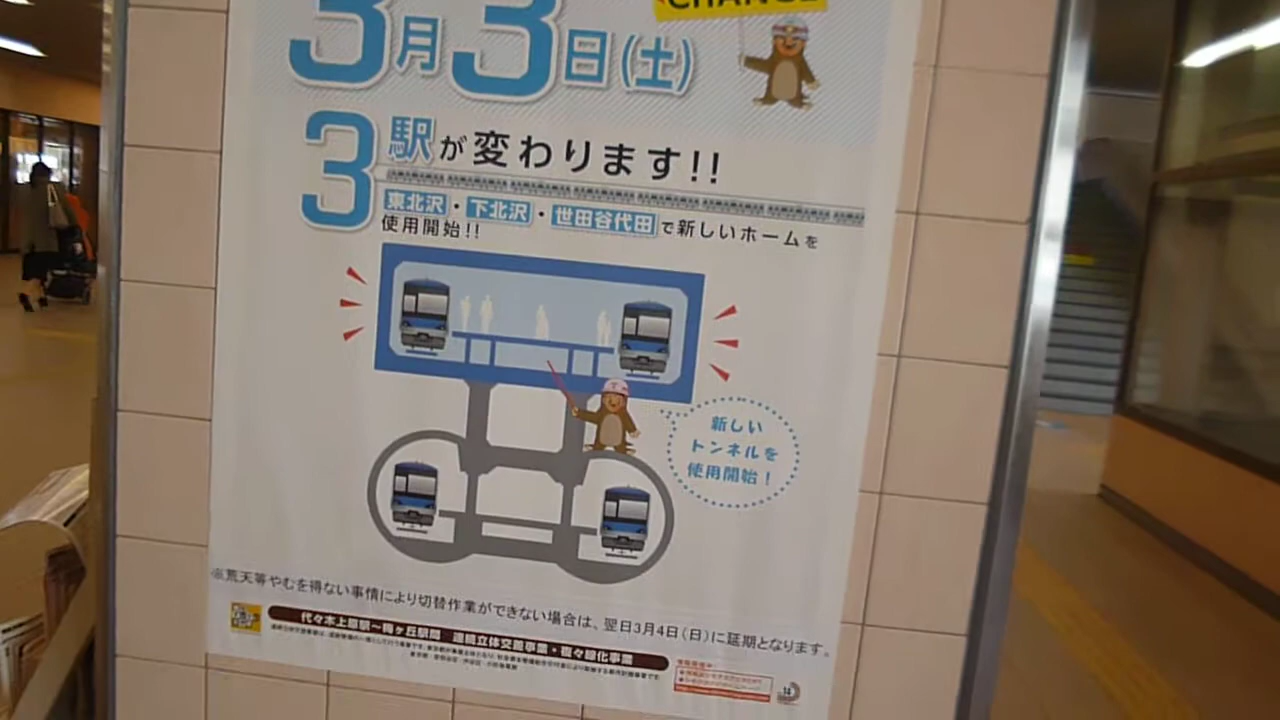 CHANGE
3月3日(土)
3駅が変わります!!
東北沢・下北沢・世田谷代田で新しいホームを
使用開始!!
新しい
トンネルを
使用開始!
※荒天等やむを得ない事情により切替作業ができない場合は、翌日3月4日(日)に延期となります。
代々木上原駅〜梅ヶ丘駅間 連続立体交差事業・複々線化事業